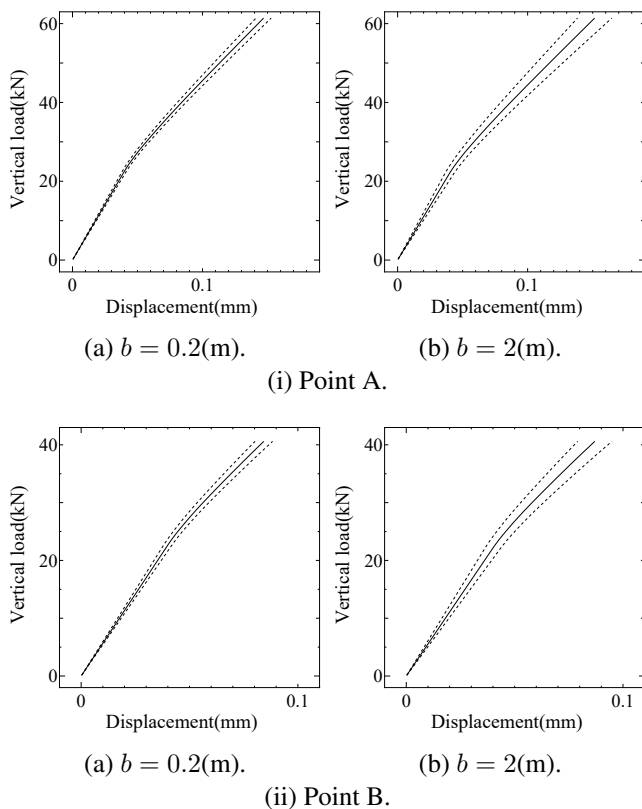 60
40
20
0
Vertical load(kN)
0
0.1
Displacement(mm)
(a) b = 0.2(m).
60
40
20
0
Vertical load(kN)
0
0.1
Displacement(mm)
(b) b = 2(m).
(i) Point A.
40
20
0
Vertical load(kN)
0
0.1
Displacement(mm)
(a) b = 0.2(m).
40
20
0
Vertical load(kN)
0
0.1
Displacement(mm)
(b) b = 2(m).
(ii) Point B.